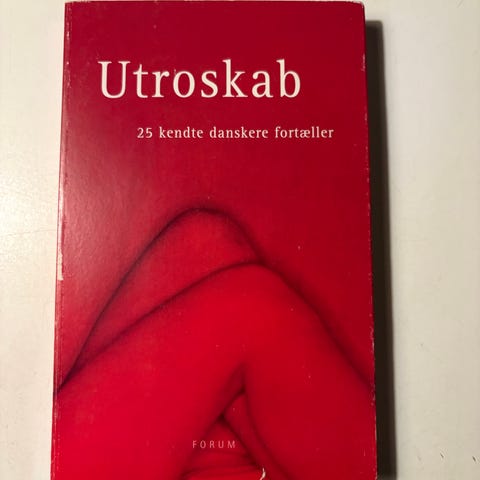 Utroskab
25 kendte danskere fortæller
FORUM